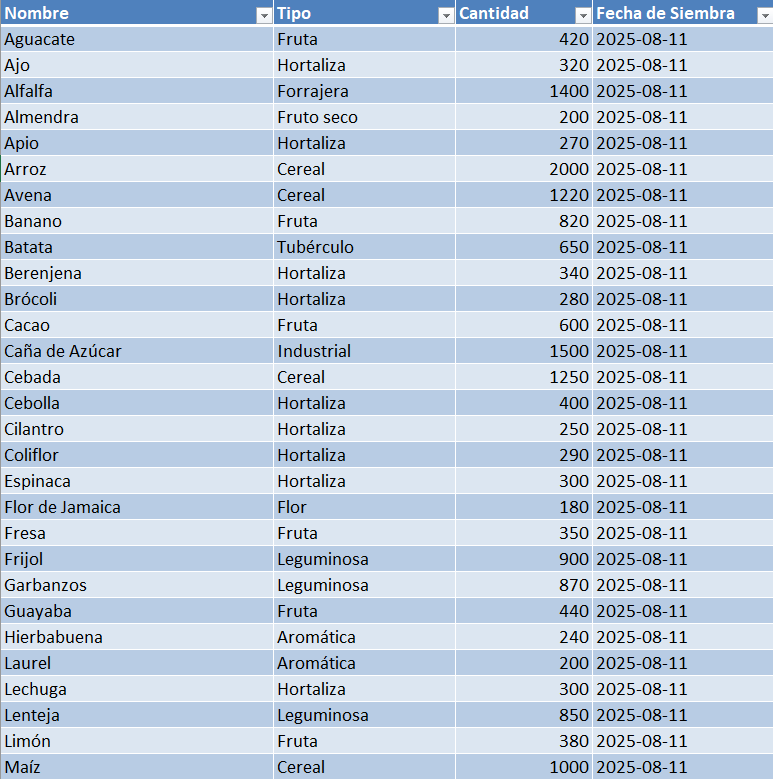 Nombre Tipo Cantidad Fecha de Siembra
Aguacate Fruta 420 2025-08-11
Ajo Hortaliza 320 2025-08-11
Alfalfa Forrajera 1400 2025-08-11
Almendra Fruto seco 200 2025-08-11
Apio Hortaliza 270 2025-08-11
Arroz Cereal 2000 2025-08-11
Avena Cereal 1220 2025-08-11
Banano Fruta 820 2025-08-11
Batata Tubérculo 650 2025-08-11
Berenjena Hortaliza 340 2025-08-11
Brócoli Hortaliza 280 2025-08-11
Cacao Fruta 600 2025-08-11
Caña de Azúcar Industrial 1500 2025-08-11
Cebada Cereal 1250 2025-08-11
Cebolla Hortaliza 400 2025-08-11
Cilantro Hortaliza 250 2025-08-11
Coliflor Hortaliza 290 2025-08-11
Espinaca Hortaliza 300 2025-08-11
Flor de Jamaica Flor 180 2025-08-11
Fresa Fruta 350 2025-08-11
Frijol Leguminosa 900 2025-08-11
Garbanzos Leguminosa 870 2025-08-11
Guayaba Fruta 440 2025-08-11
Hierbabuena Aromática 240 2025-08-11
Laurel Aromática 200 2025-08-11
Lechuga Hortaliza 300 2025-08-11
Lenteja Leguminosa 850 2025-08-11
Limón Fruta 380 2025-08-11
Maíz Cereal 1000 2025-08-11